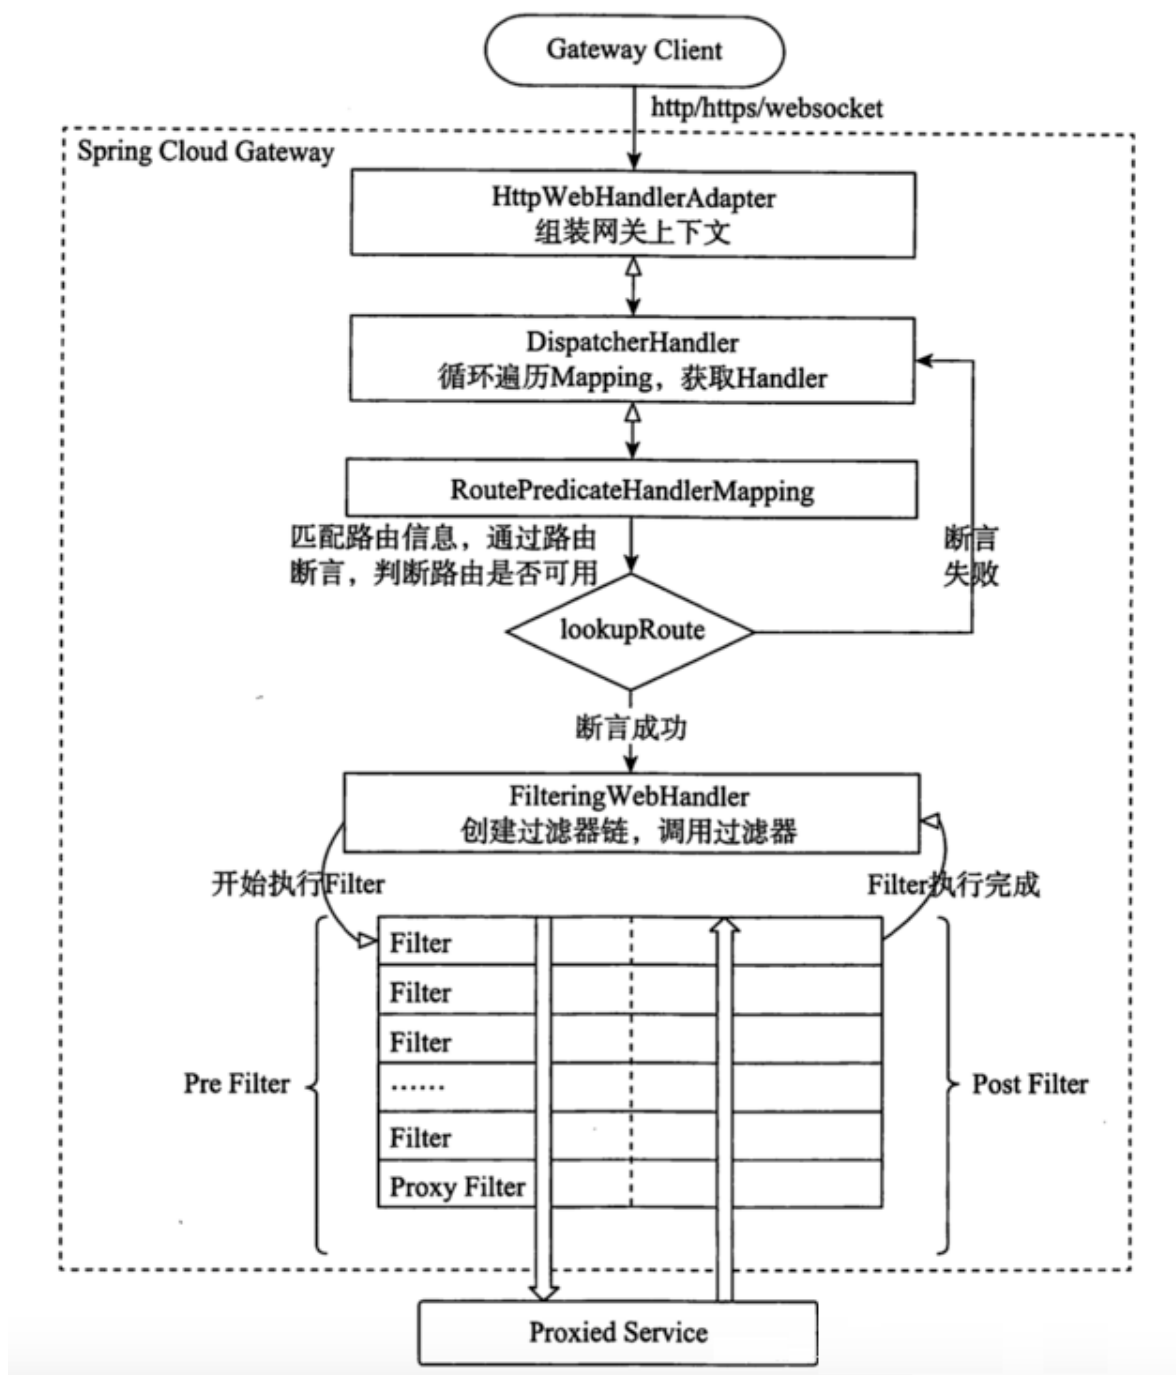 Gateway Client
http/https/websocket
Spring Cloud Gateway
HttpWebHandlerAdapter
组装网关上下文
DispatcherHandler
循环遍历Mapping，获取Handler
RoutePredicateHandlerMapping
匹配路由信息，通过路由
断言，判断路由是否可用
断言
失败
lookupRoute
断言成功
FilteringWebHandler
创建过滤器链，调用过滤器
开始执行Filter
Filter执行完成
Filter
Filter
Filter
Pre Filter
……
Post Filter
Filter
Proxy Filter
Proxied Service